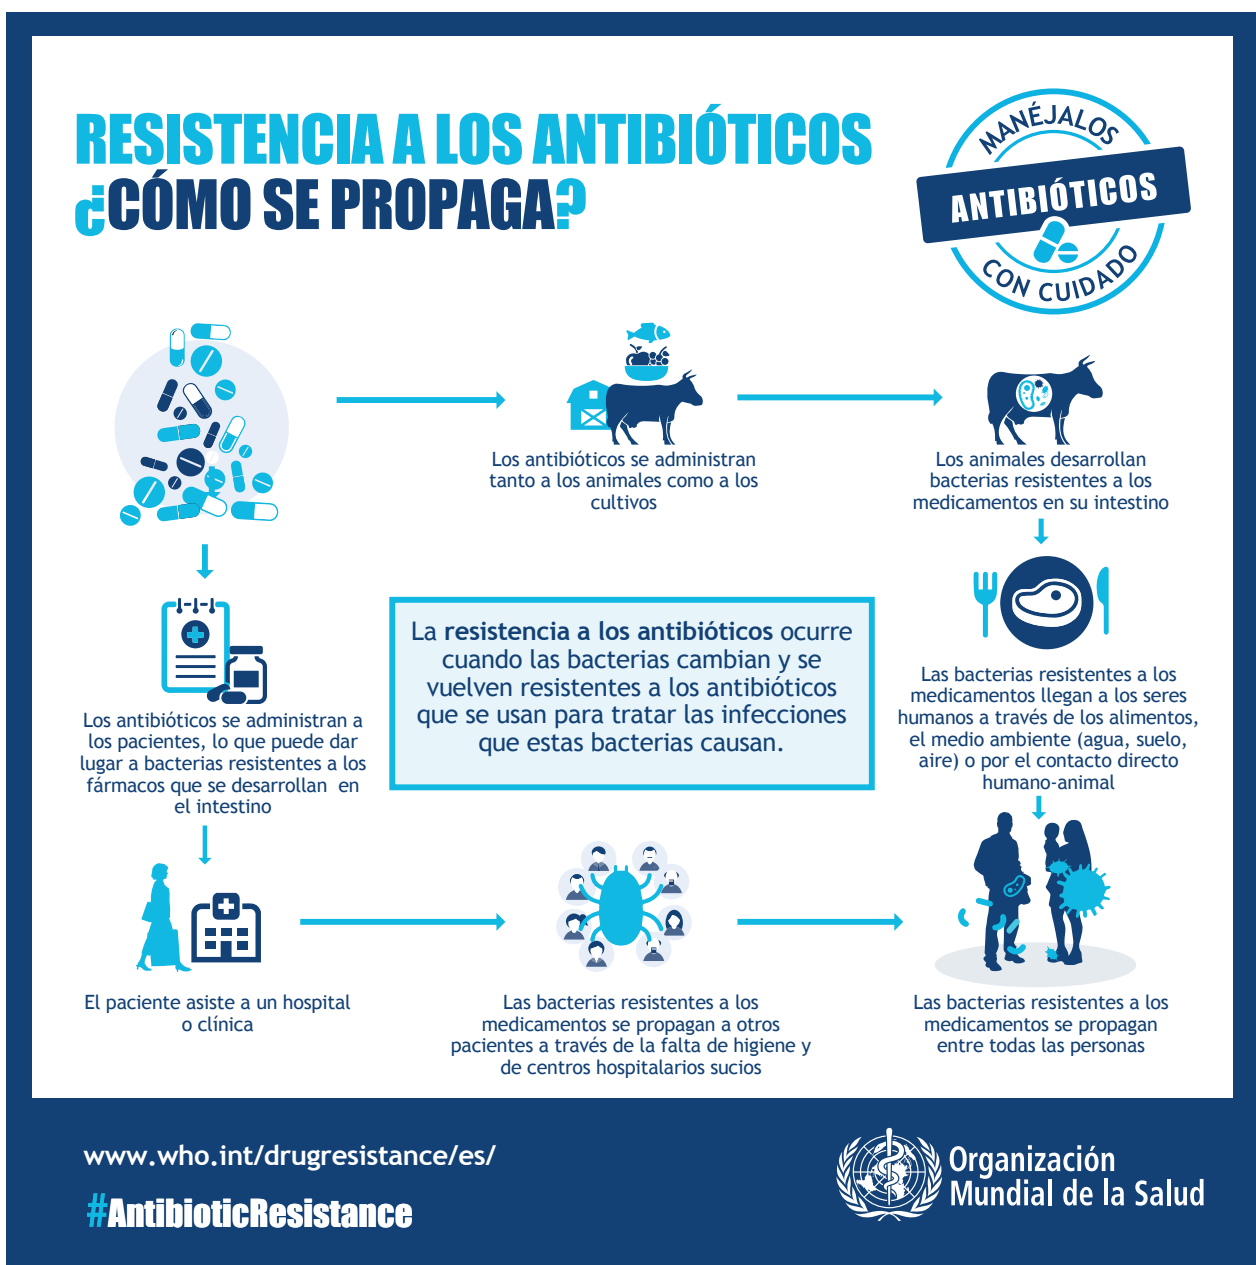 RESISTENCIA A LOS ANTIBIÓTICOS
¿CÓMO SE PROPAGA?
MANÉJALOS
ANTIBIÓTICOS
CON CUIDADO
Los antibióticos se administran
tanto a los animales como a los
cultivos
Los animales desarrollan
bacterias resistentes a los
medicamentos en su intestino
Los antibióticos se administran a
los pacientes, lo que puede dar
lugar a bacterias resistentes a los
fármacos que se desarrollan en
el intestino
La resistencia a los antibióticos ocurre
cuando las bacterias cambian y se
vuelven resistentes a los antibióticos
que se usan para tratar las infecciones
que estas bacterias causan.
Las bacterias resistentes a los
medicamentos llegan a los seres
humanos a través de los alimentos,
el medio ambiente (agua, suelo,
aire) o por el contacto directo
humano-animal
El paciente asiste a un hospital
o clínica
Las bacterias resistentes a los
medicamentos se propagan a otros
pacientes a través de la falta de higiene y
de centros hospitalarios sucios
Las bacterias resistentes a los
medicamentos se propagan
entre todas las personas
www.who.int/drugresistance/es/
#AntibioticResistance
Organización
Mundial de la Salud